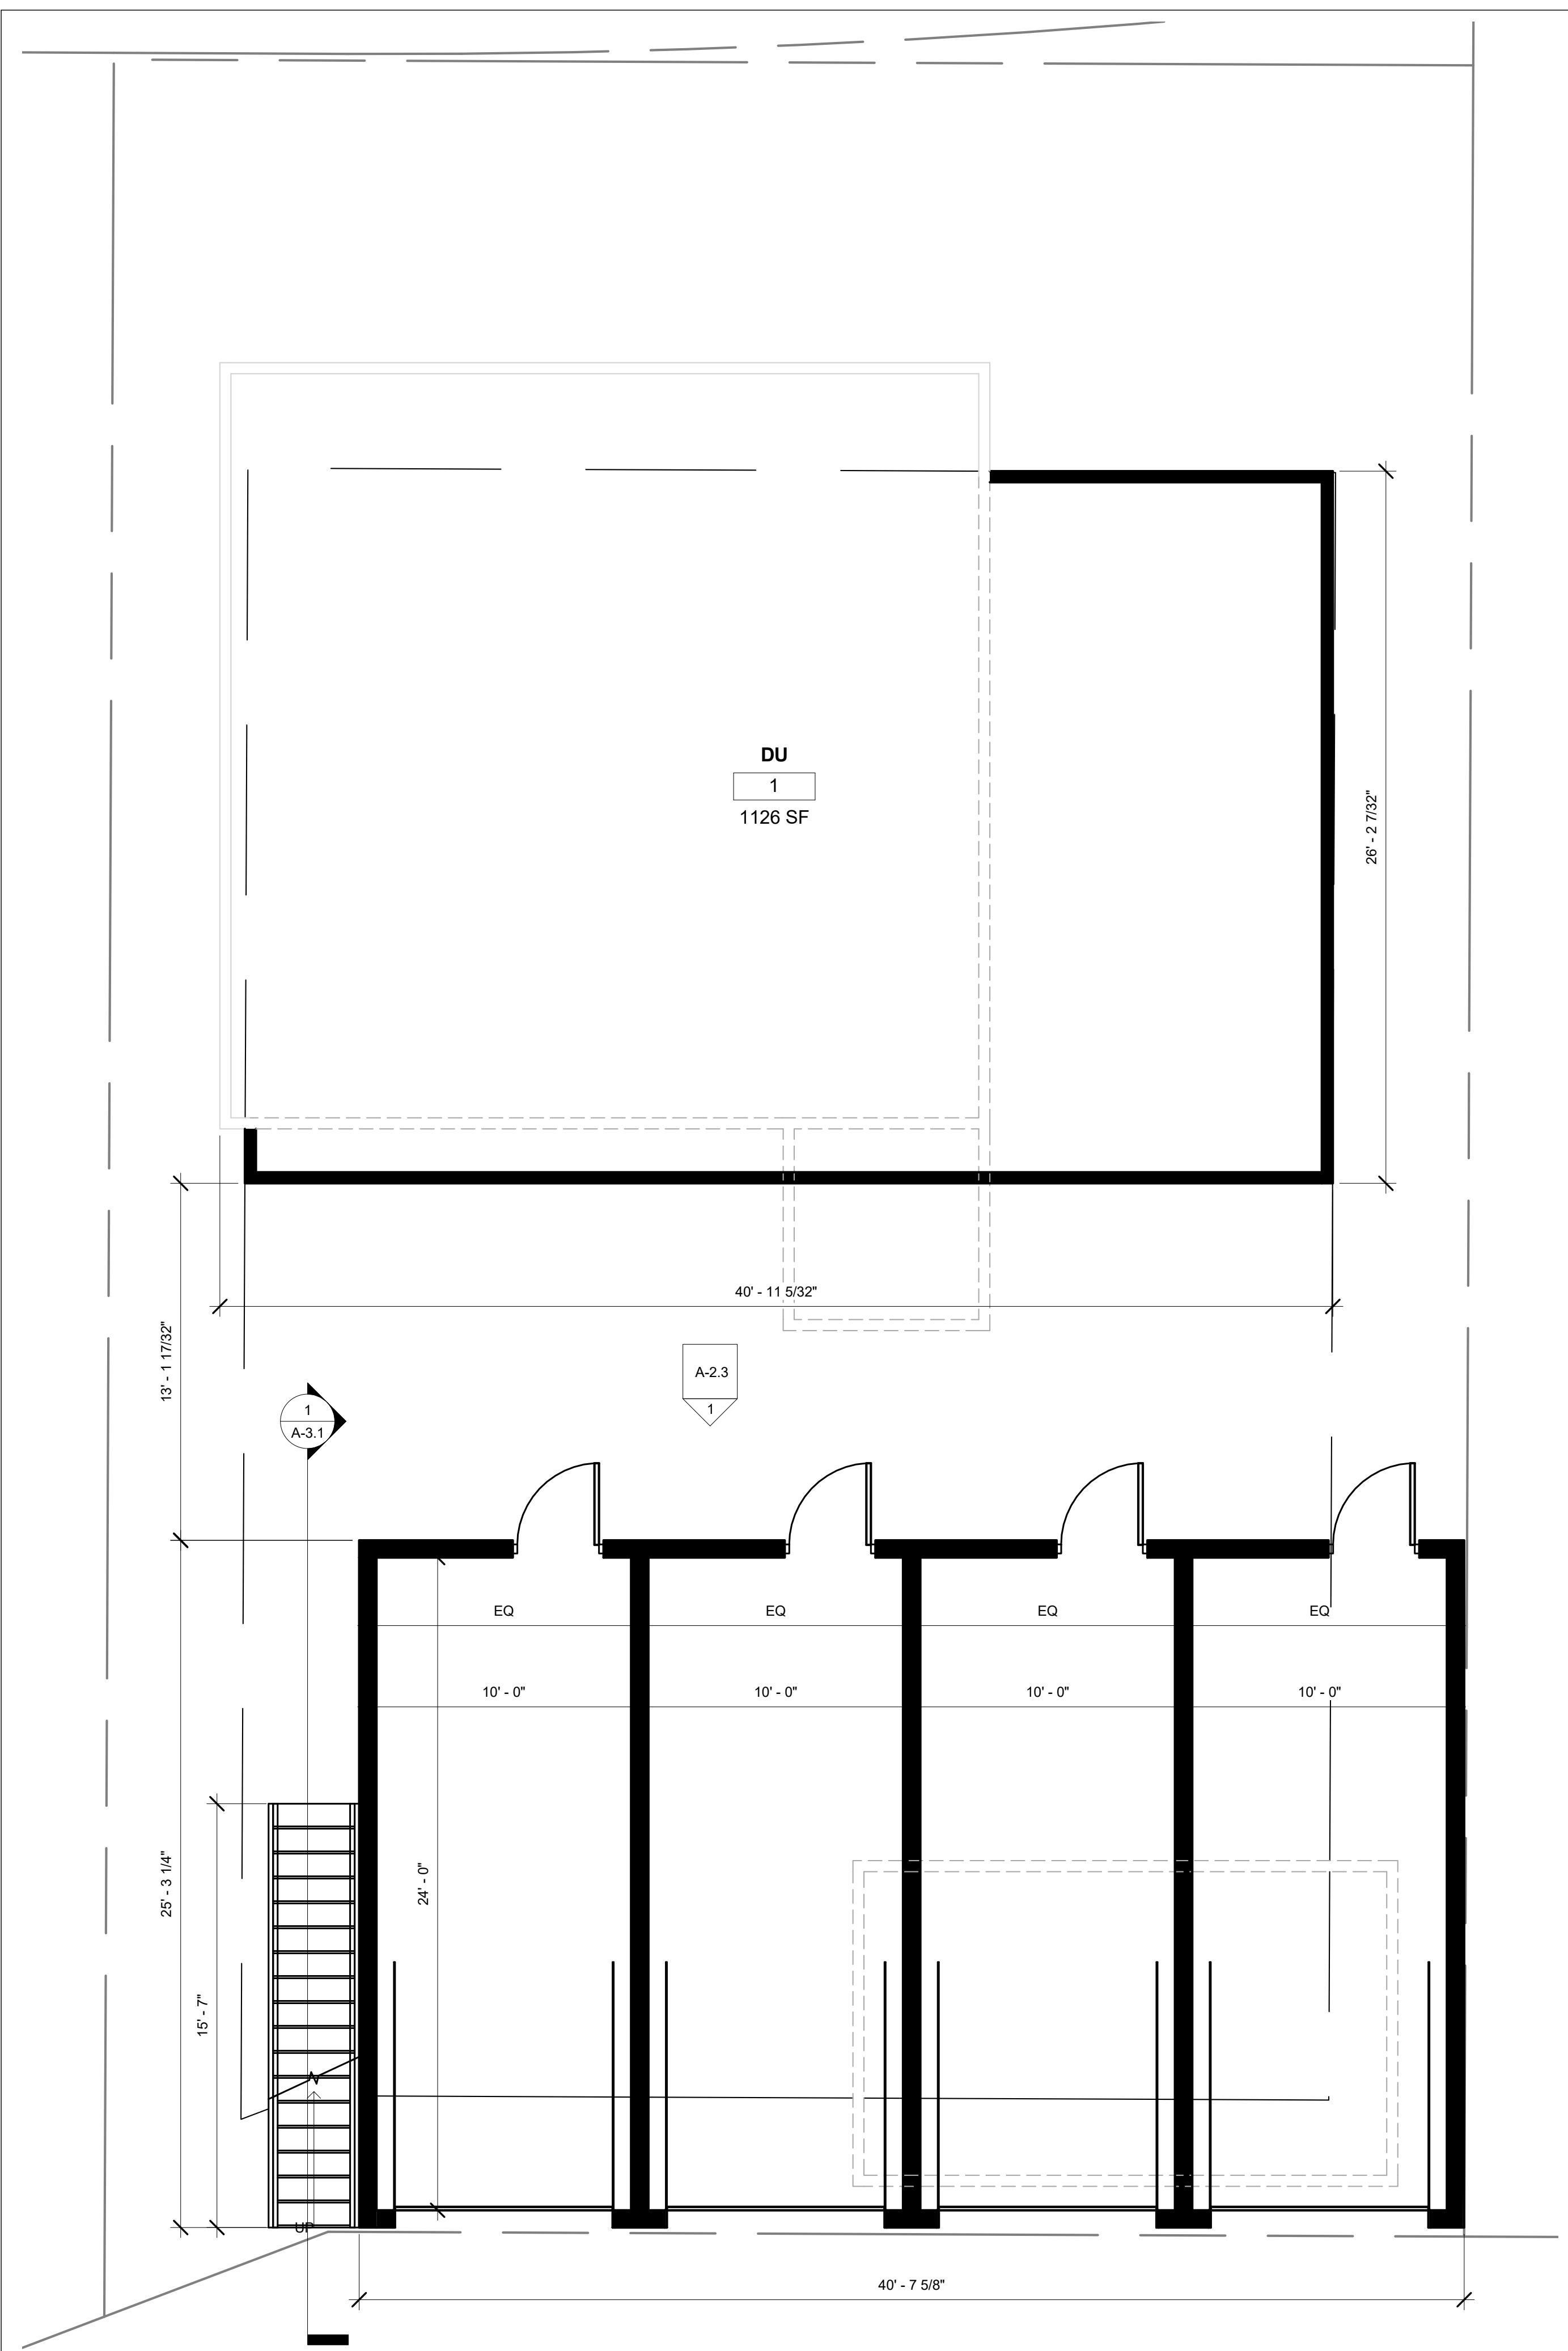 DU
1
1126 SF
26' - 2 7/32"
40' - 11 5/32"
13' - 1 17/32"
A-2.3
1
1
A-3.1
EQ
EQ
EQ
EQ
10' - 0"
10' - 0"
10' - 0"
10' - 0"
25' - 3 1/4"
24' - 0"
15' - 7"
UP
40' - 7 5/8"